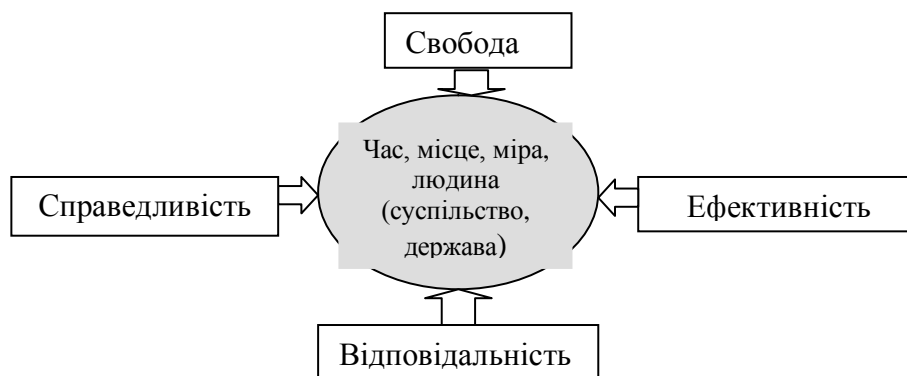 Свобода
Час, місце, міра,
людина
(суспільство,
держава)
Справедливість
Ефективність
Відповідальність